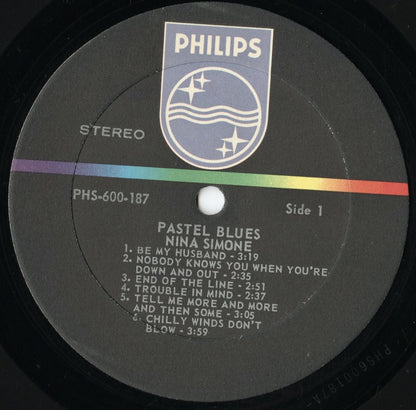 PHILIPS
STEREO
PHS-600-187
Side 1
PASTEL BLUES
NINA SIMONE
1. BE MY HUSBAND - 3:19
2. NOBODY KNOWS YOU WHEN YOU'RE
DOWN AND OUT - 2:35
3. END OF THE LINE - 2:51
4. TROUBLE IN MIND - 2:37
5. TELL ME MORE AND MORE
AND THEN SOME - 3:05
6. CHILLY WINDS DON'T
BLOW - 3:59